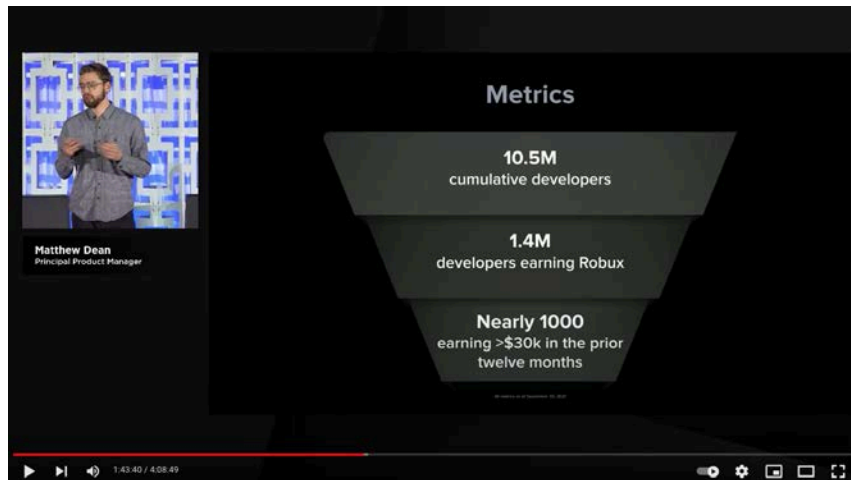 Metrics
10.5M
cumulative developers
1.4M
developers earning Robux
Nearly 1000
earning >$30k in the prior
twelve months
Matthew Dean
Principal Product Manager
1:43:40 / 4:08:49